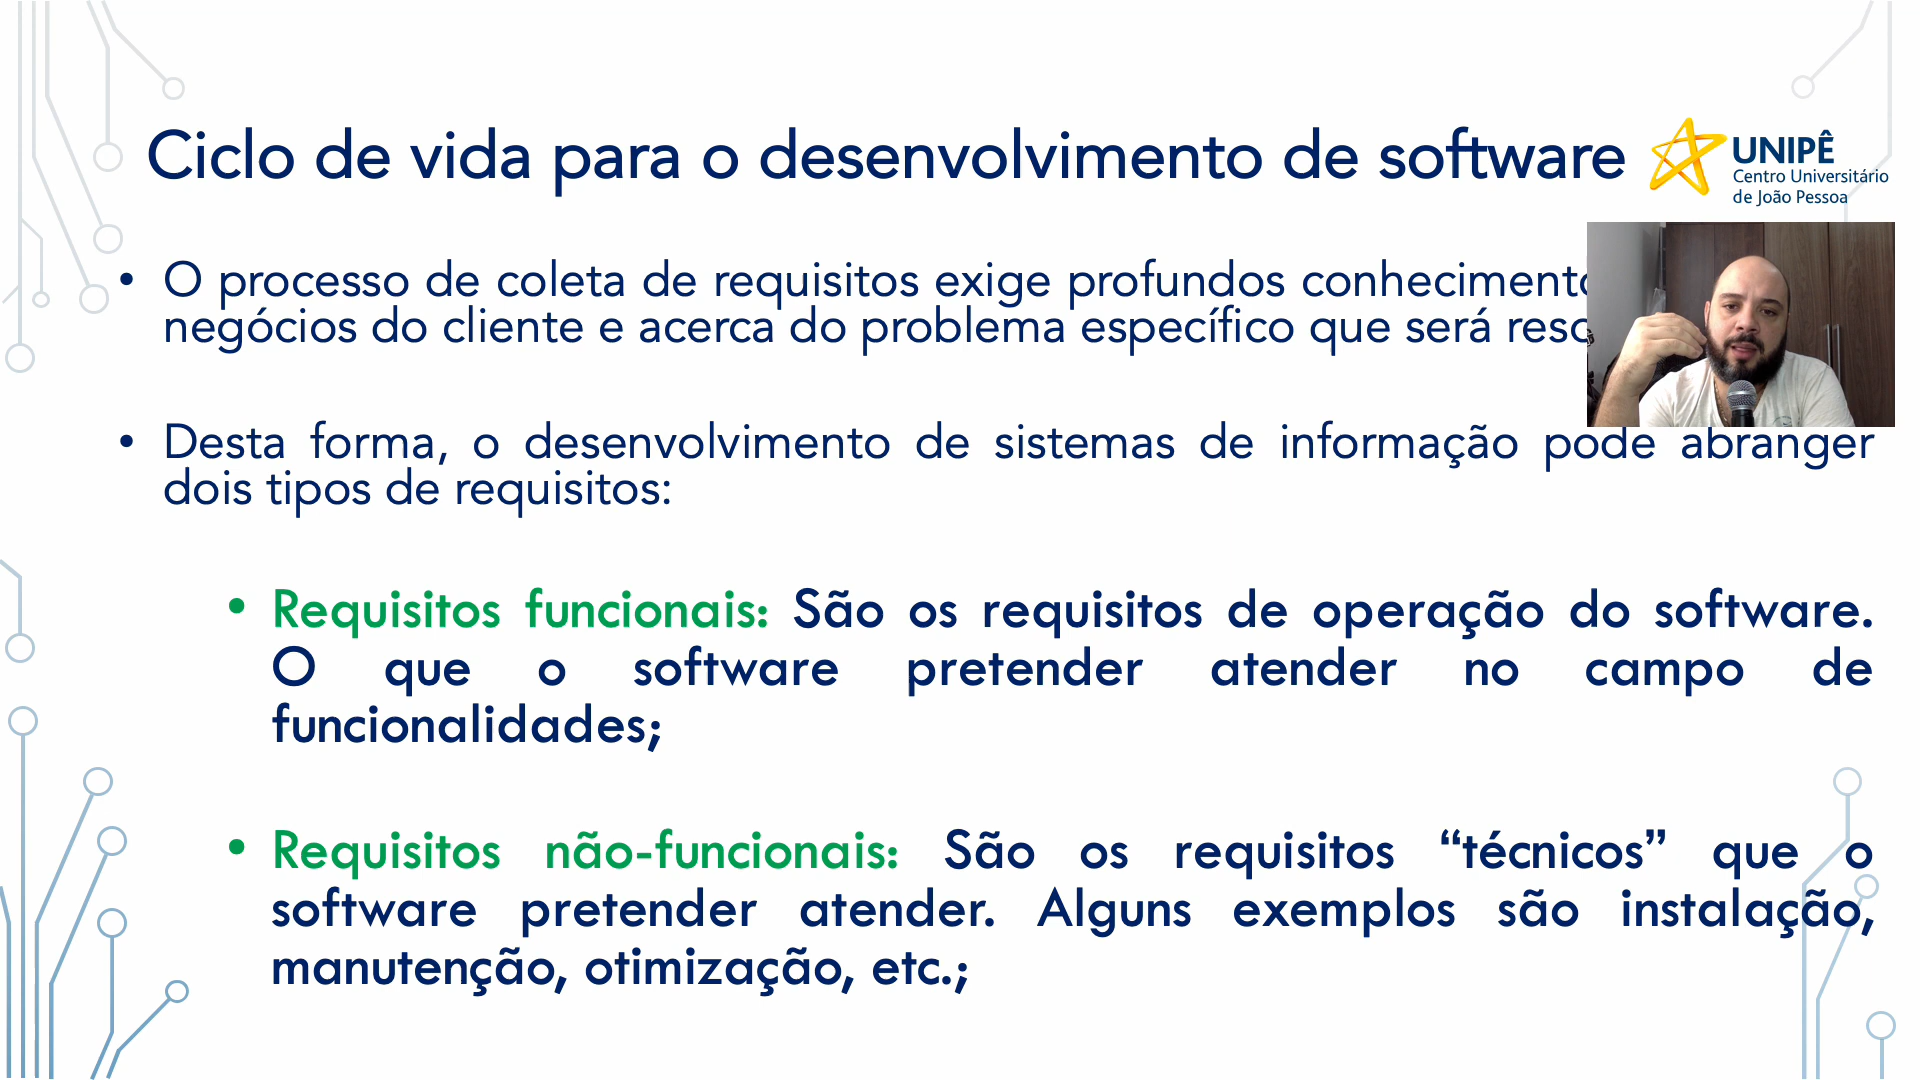 Ciclo de vida para o desenvolvimento de software
UNIPÊ
Centro Universitário
de João Pessoa
• O processo de coleta de requisitos exige profundos
negócios do cliente e acerca do problema específico que será
• Desta forma, o desenvolvimento de sistemas de informação pode abranger
dois tipos de requisitos:
• Requisitos funcionais: São os requisitos de operação do software.
O que o software pretender atender no campo de
funcionalidades;
• Requisitos não-funcionais: São os requisitos “técnicos” que o
software pretender atender. Alguns exemplos são instalação,
manutenção, otimização, etc.;